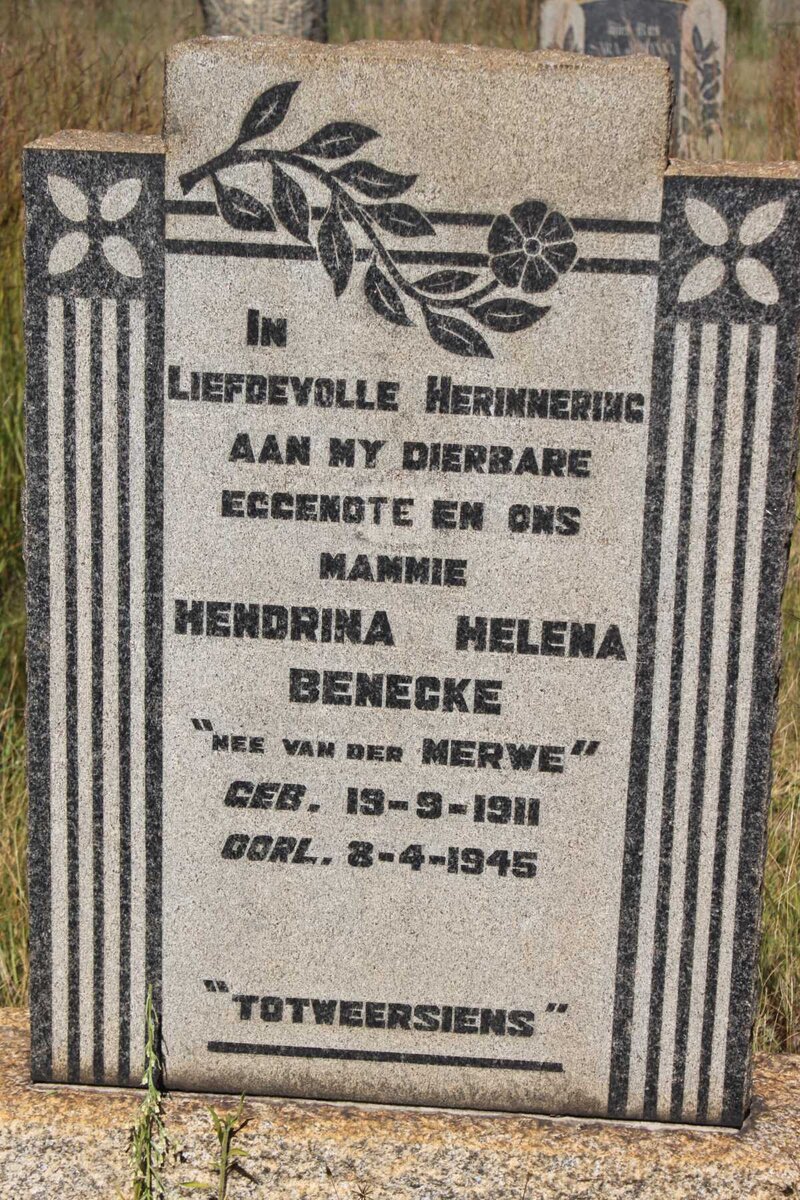 IN
LIEFDEVOLLE HERINNERING
AAN MY DIERBARE
EGGENOTE EN ONS
MAMMIE
HENDRINA HELENA
BENECKE
"NEE VAN DER MERWE"
GEB. 19-9-1911
OORL. 8-4-1945
"TOTWEERSIENS"